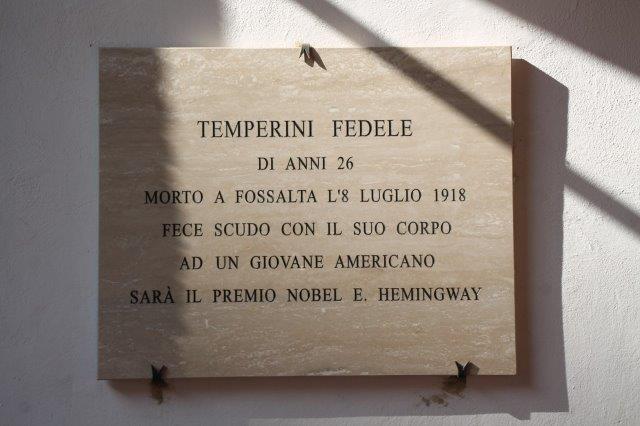 TEMPERINI FEDELE
DI ANNI 26
MORTO A FOSSALTA L'8 LUGLIO 1918
FECE SCUDO CON IL SUO CORPO
AD UN GIOVANE AMERICANO
SARÀ IL PREMIO NOBEL E. HEMINGWAY